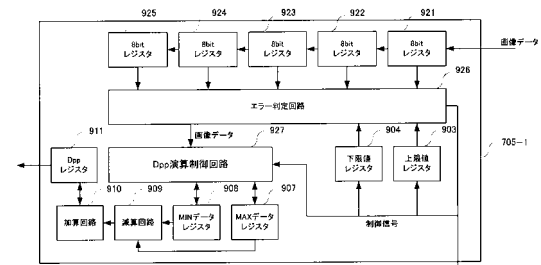 925
924
923
922
921
8bit
レジスタ
8bit
レジスタ
8bit
レジスタ
8bit
レジスタ
8bit
レジスタ
画像データ
926
エラー判定回路
911
画像データ
927
904
903
Dpp
レジスタ
Dpp演算制御回路
下限値
レジスタ
上限値
レジスタ
705-1
910
909
908
907
加算回路
減算回路
MINデータ
レジスタ
MAXデータ
レジスタ
制御信号